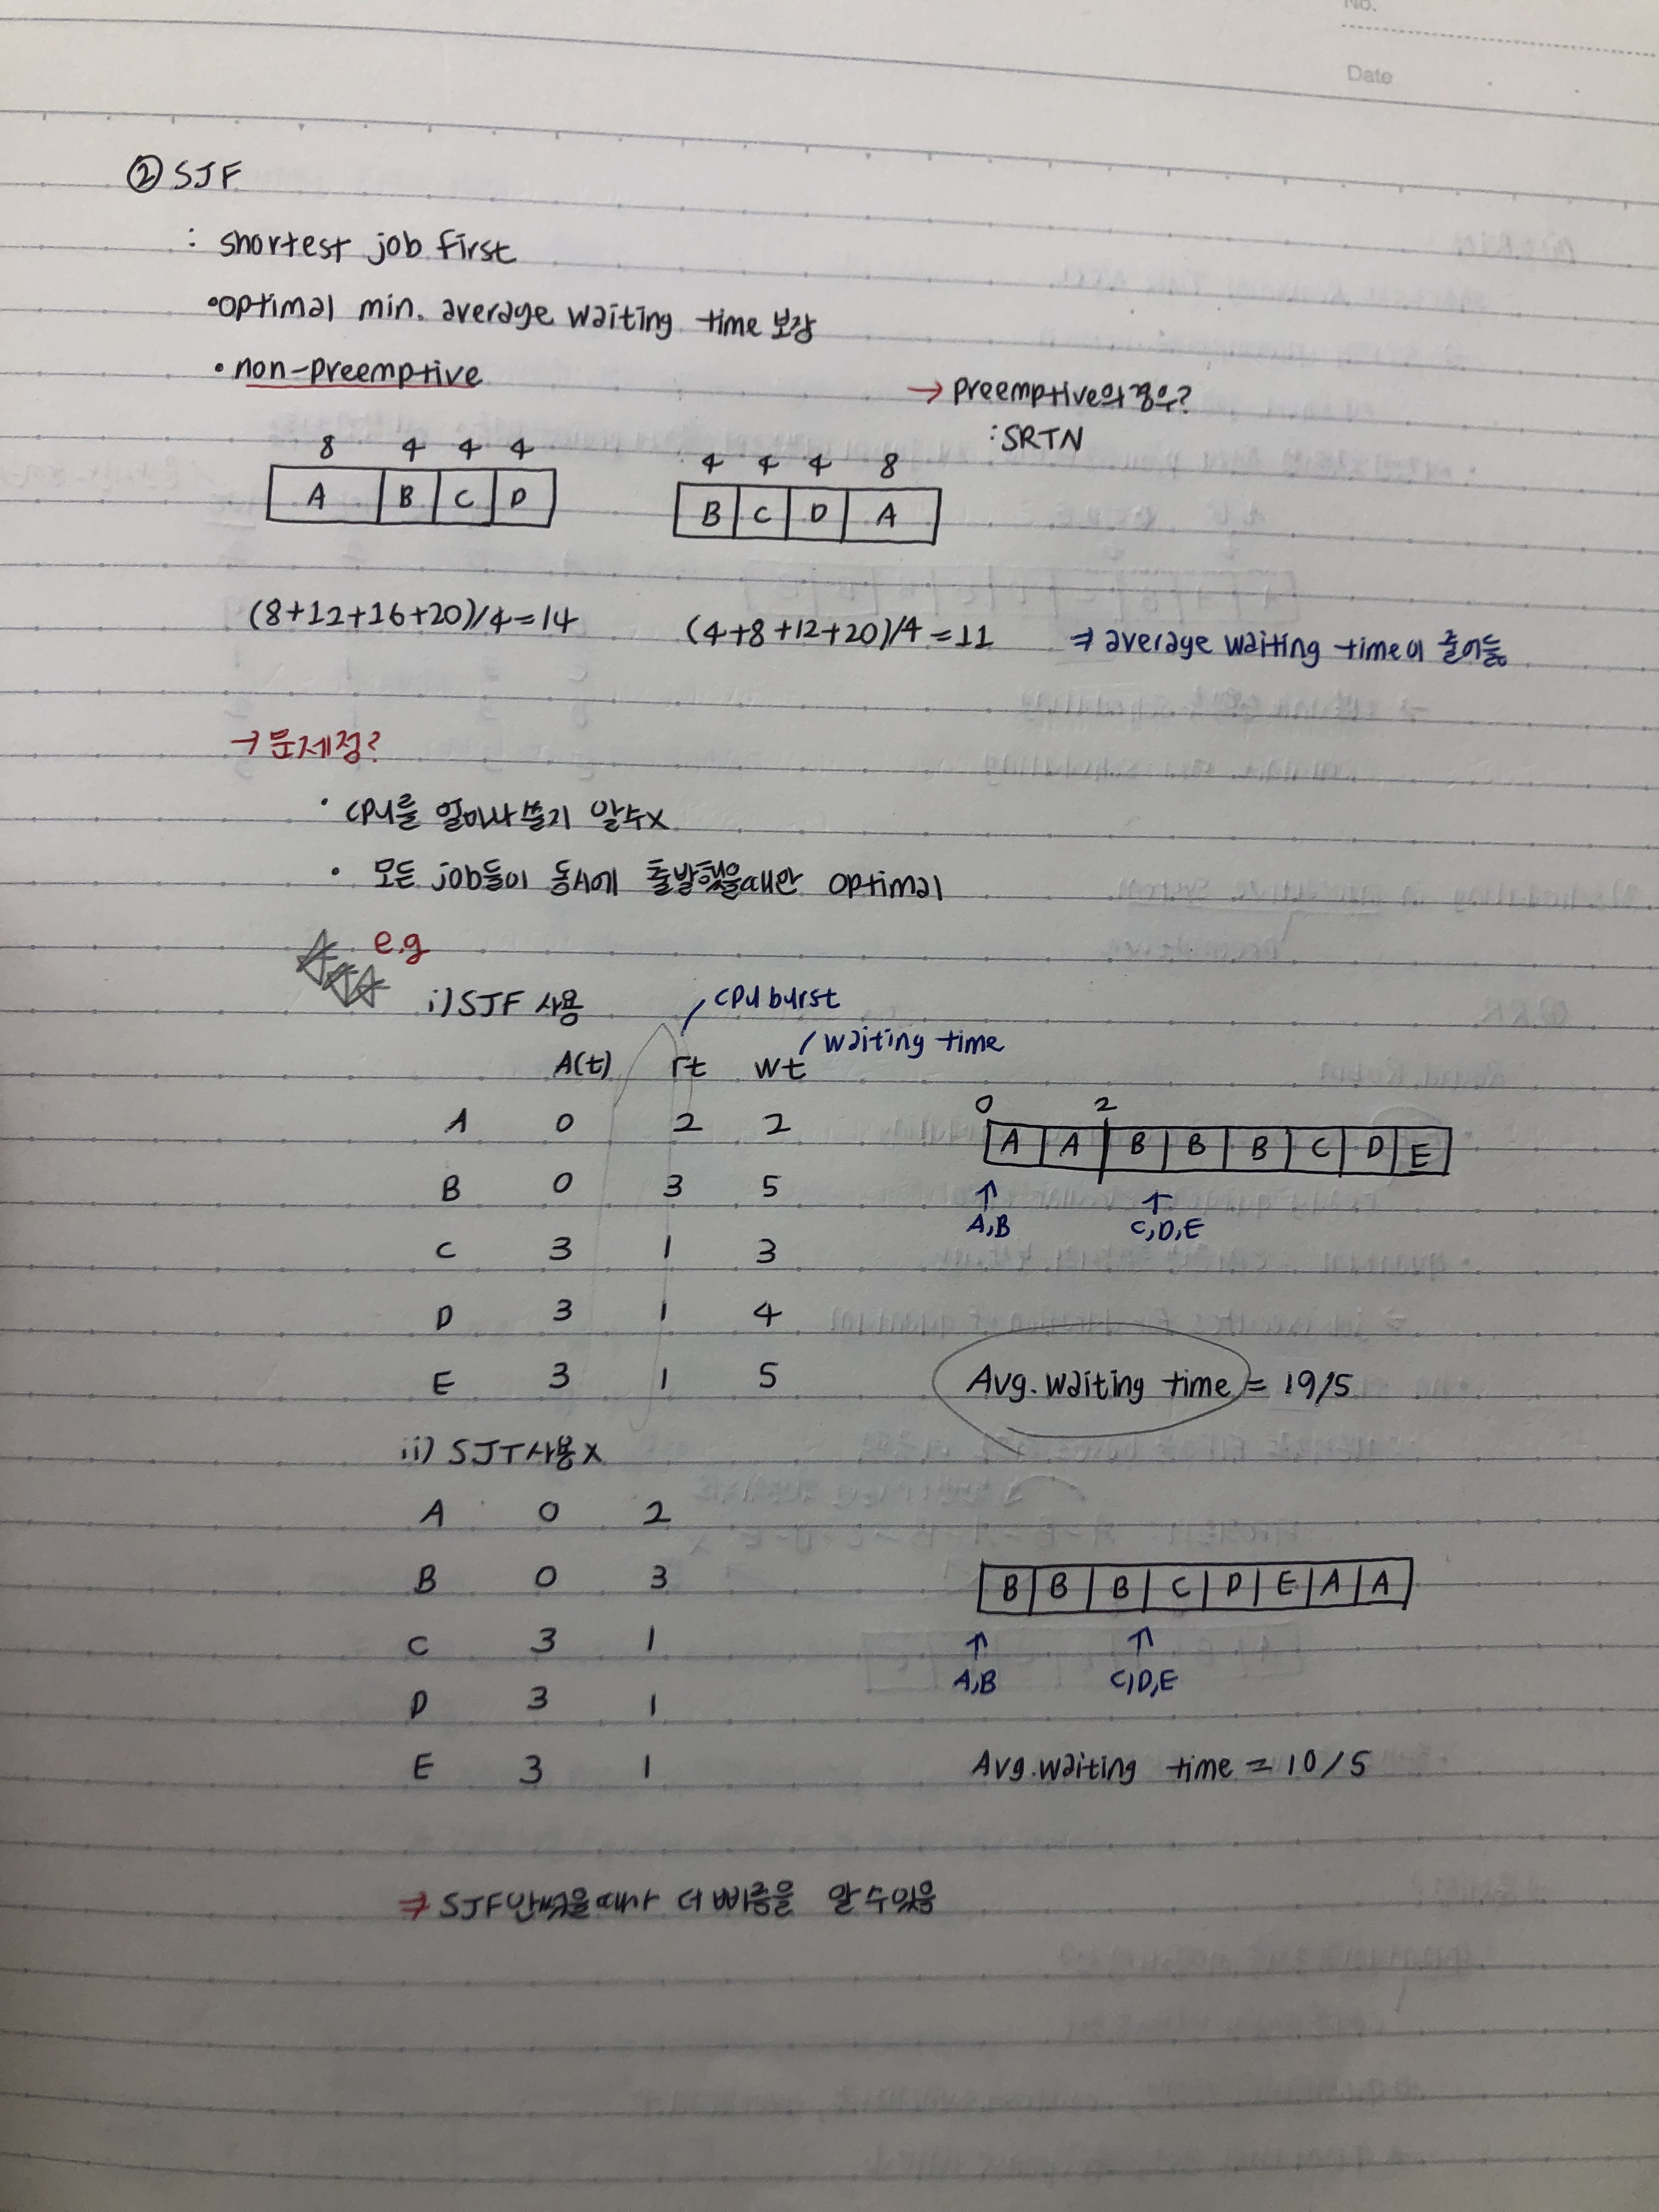 No.
Date
② SJF
: shortest job first
•optimal min. average waiting time 보장
• non-preemptive
→ preemptive의 경우?
: SRTN
8 4 4 4
A B C D
4 4 4 8
B C D A
(8+12+16+20)/4=14
(4+8+12+20)/4=11
⇒ average waiting time이 줄어듦
→ 문제점?
• CPU를 얼마나 쓸지 알수x
• 모든 job들이 동시에 출발했을때만 optimal
e.g
i) SJF 사용
cpu burst
waiting time
A(t) rt wt
0 2
A 0 2 2
A A B B B C D E
B 0 3 5
A,B
C,D,E
C 3 1 3
D 3 1 4
E 3 1 5
Avg. waiting time = 19/5
ii) SJT사용x
A 0 2
B 0 3
B B B C D E A A
C 3 1
A,B
C,D,E
D 3 1
E 3 1
Avg. waiting time = 10/5
⇒ SJF안썼을때가 더 빠름을 알 수 있음